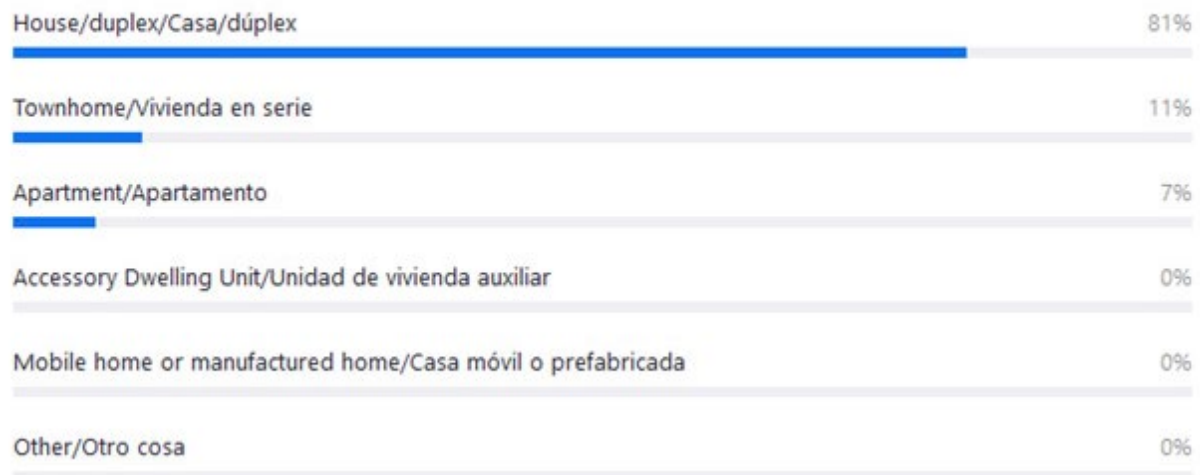 House/duplex/Casa/dúplex 81%
Townhome/Vivienda en serie 11%
Apartment/Apartamento 7%
Accessory Dwelling Unit/Unidad de vivienda auxiliar 0%
Mobile home or manufactured home/Casa móvil o prefabricada 0%
Other/Otro cosa 0%